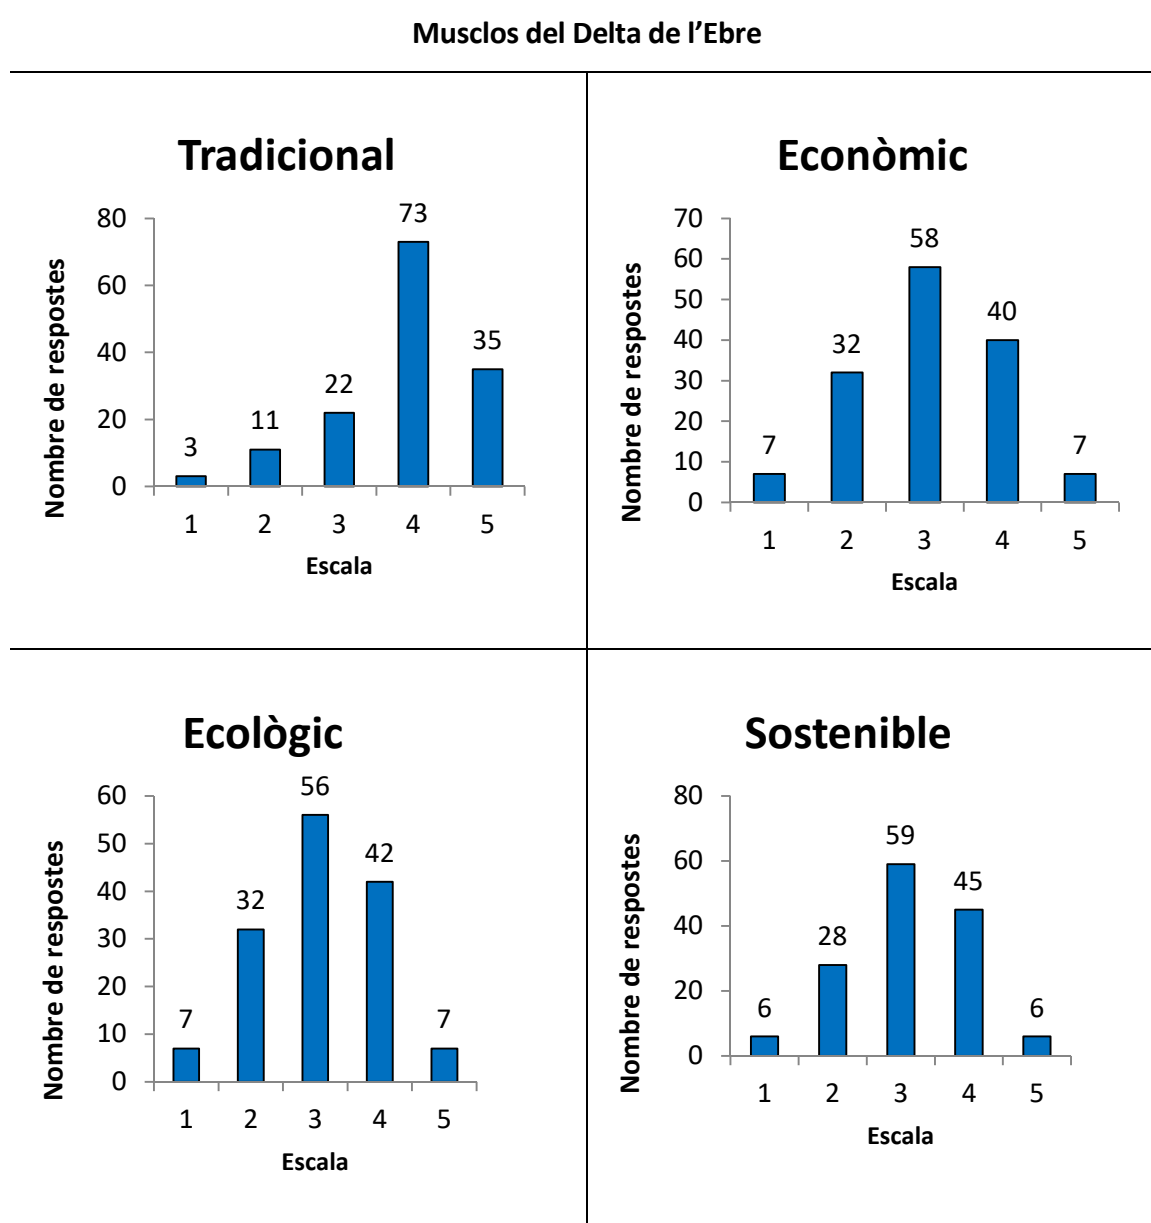 Musclos del Delta de l’Ebre
Tradicional
Nombre de respostes
80
60
40
20
0
3
11
22
73
35
1 2 3 4 5
Escala
Econòmic
Nombre de respostes
70
60
50
40
30
20
10
0
7
32
58
40
7
1 2 3 4 5
Escala
Ecològic
Nombre de respostes
60
50
40
30
20
10
0
7
32
56
42
7
1 2 3 4 5
Escala
Sostenible
Nombre de respostes
80
60
40
20
0
6
28
59
45
6
1 2 3 4 5
Escala